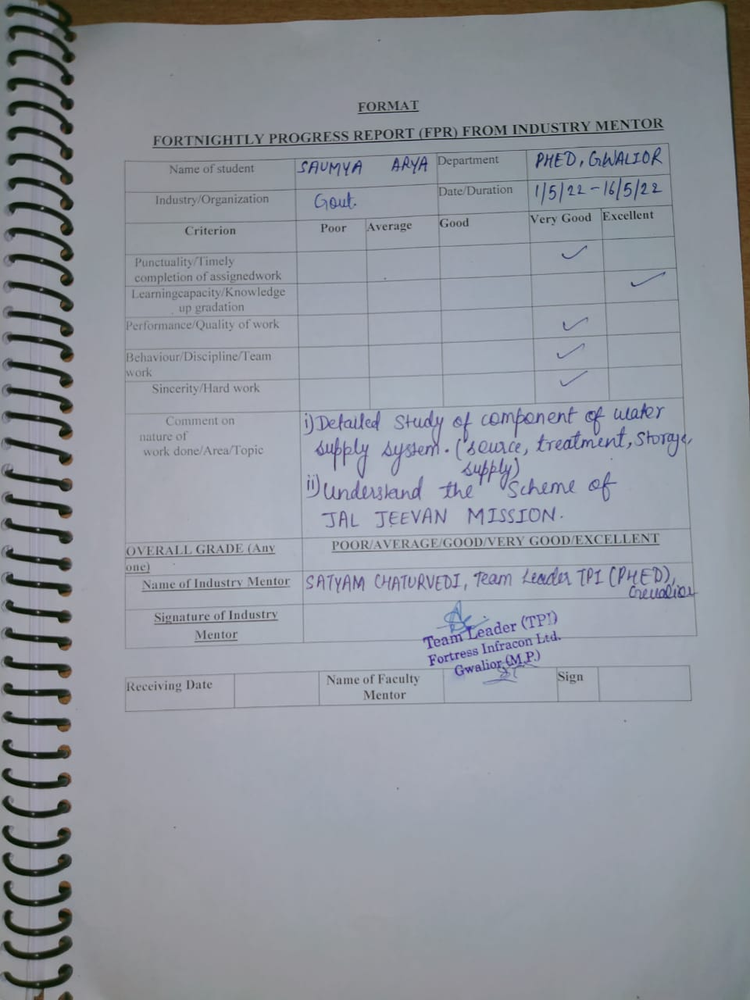 FORMAT
FORTNIGHTLY PROGRESS REPORT (FPR) FROM INDUSTRY MENTOR
Name of student SAUMYA ARYA Department PHED, GWALIOR
Industry/Organization Govt. Date/Duration 1/5/22 - 16/5/22
Criterion Poor Average Good Very Good Excellent
Punctuality/Timely
completion of assignedwork
Learningcapacity/Knowledge
up gradation
Performance/Quality of work
Behaviour/Discipline/Team
work
Sincerity/Hard work
Comment on
nature of
work done/Area/Topic
i) Detailed study of component of water
supply system. (source, treatment, storage,
supply)
ii) Understand the Scheme of
JAL JEEVAN MISSION.
OVERALL GRADE (Any
one)
POOR/AVERAGE/GOOD/VERY GOOD/EXCELLENT
Name of Industry Mentor SATYAM CHATURVEDI, Team Leader TPI (PHED),
Gwalior
Signature of Industry
Mentor
Team Leader (TPI)
Fortress Infracon Ltd.
Gwalior (M.P.)
Receiving Date Name of Faculty
Mentor
Sign